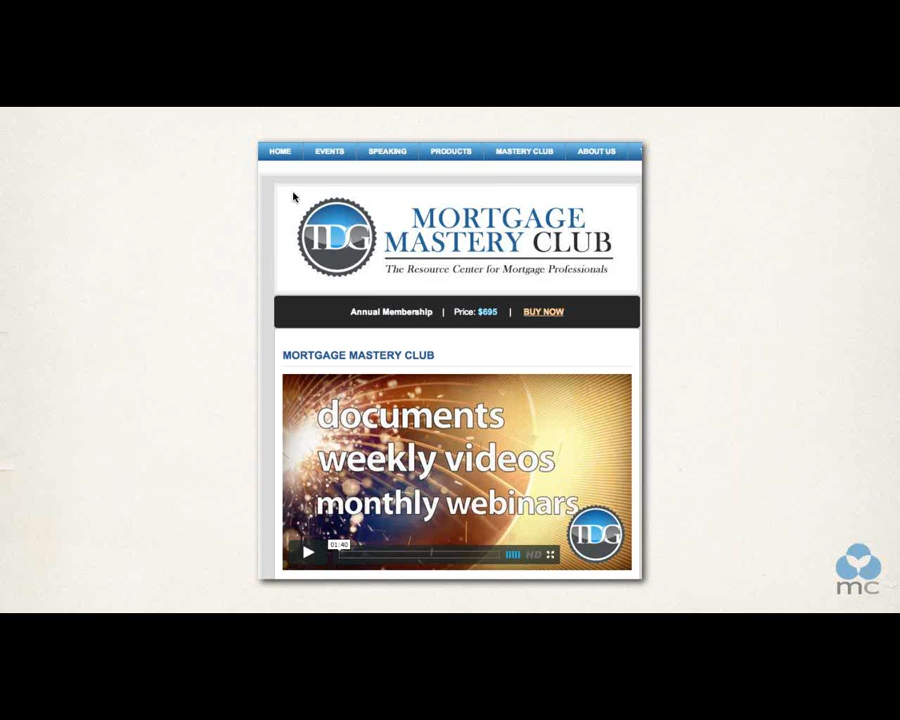 HOME EVENTS SPEAKING PRODUCTS MASTERY CLUB ABOUT US
TDG
MORTGAGE
MASTERY CLUB
The Resource Center for Mortgage Professionals
Annual Membership | Price: $695 | BUY NOW
MORTGAGE MASTERY CLUB
documents
weekly videos
monthly webinars
TDG
01:40
HD
mc